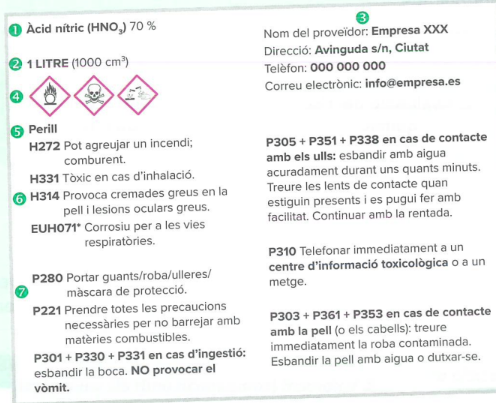 1 Àcid nítric (HNO₃) 70 %
2 1 LITRE (1000 cm³)
4
5 Perill
H272 Pot agreujar un incendi;
comburent.
H331 Tòxic en cas d'inhalació.
6 H314 Provoca cremades greus en la
pell i lesions oculars greus.
EUH071* Corrosiu per a les vies
respiratòries.
7 P280 Portar guants/roba/ulleres/
màscara de protecció.
P221 Prendre totes les precaucions
necessàries per no barrejar amb
matèries combustibles.
P301 + P330 + P331 en cas d'ingestió:
esbandir la boca. NO provocar el
vòmit.
3
Nom del proveïdor: Empresa XXX
Direcció: Avinguda s/n, Ciutat
Telèfon: 000 000 000
Correu electrònic: info@empresa.es
P305 + P351 + P338 en cas de contacte
amb els ulls: esbandir amb aigua
acuradament durant uns quants minuts.
Treure les lents de contacte quan
estiguin presents i es pugui fer amb
facilitat. Continuar amb la rentada.
P310 Telefonar immediatament a un
centre d'informació toxicològica o a un
metge.
P303 + P361 + P353 en cas de contacte
amb la pell (o els cabells): treure
immediatament la roba contaminada.
Esbandir la pell amb aigua o dutxar-se.